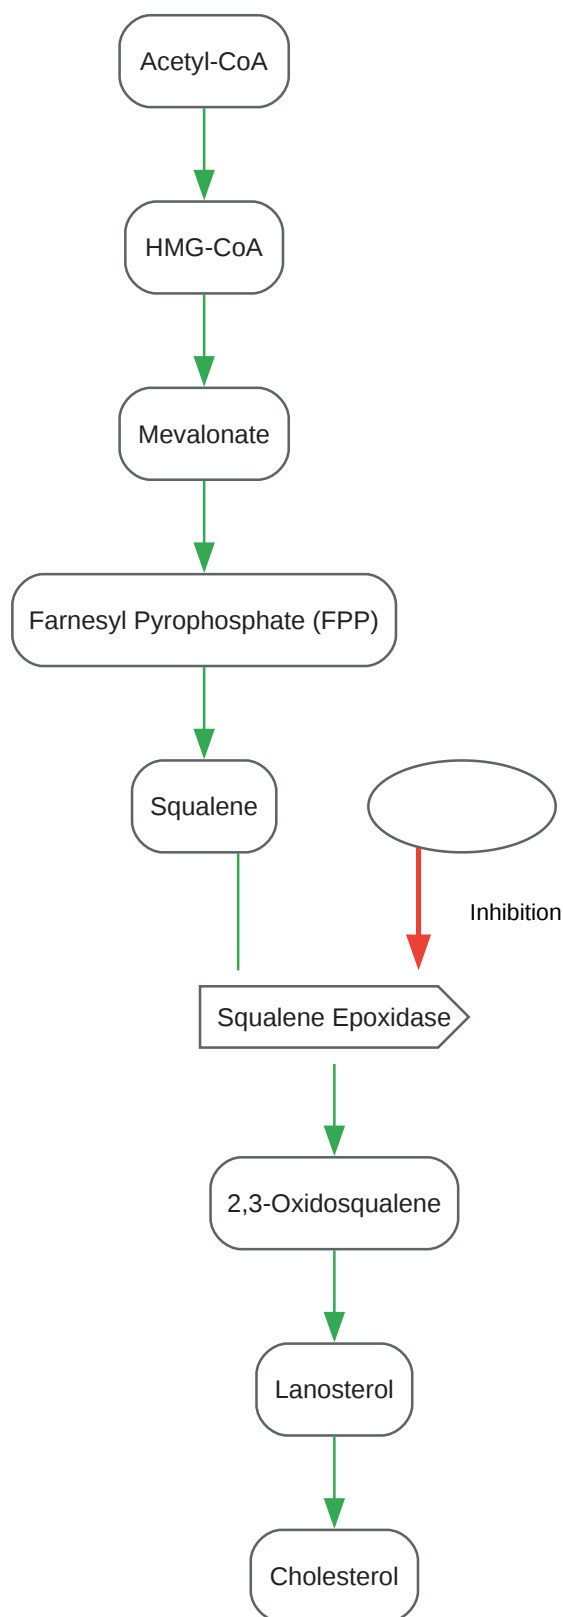 Acetyl-CoA
HMG-CoA
Mevalonate
Farnesyl Pyrophosphate (FPP)
Squalene
Inhibition
Squalene Epoxidase
2,3-Oxidosqualene
Lanosterol
Cholesterol